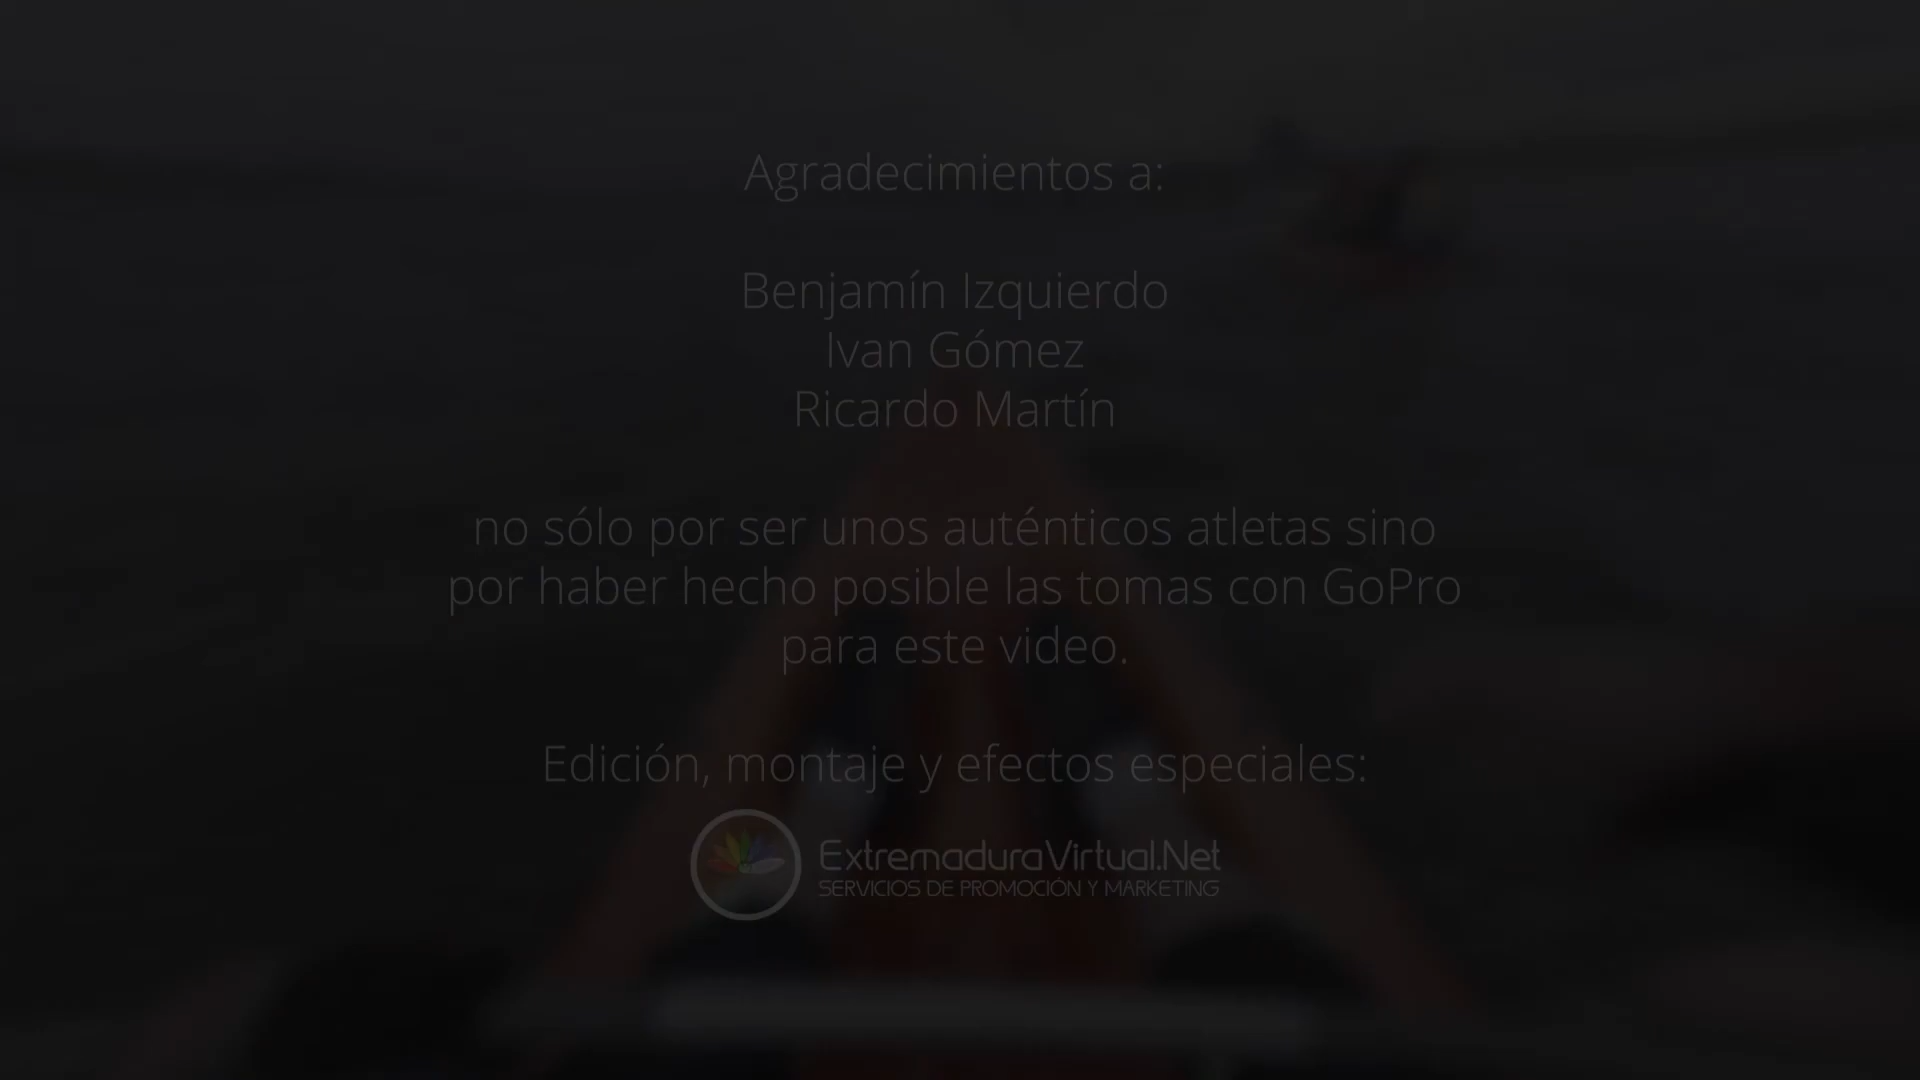 Agradecimientos a:
Benjamín Izquierdo
Ivan Gómez
Ricardo Martín
no sólo por ser unos auténticos atletas sino
por haber hecho posible las tomas con GoPro
para este video.
Edición, montaje y efectos especiales:
ExtremaduraVirtual.Net
SERVICIOS DE PROMOCIÓN Y MARKETING